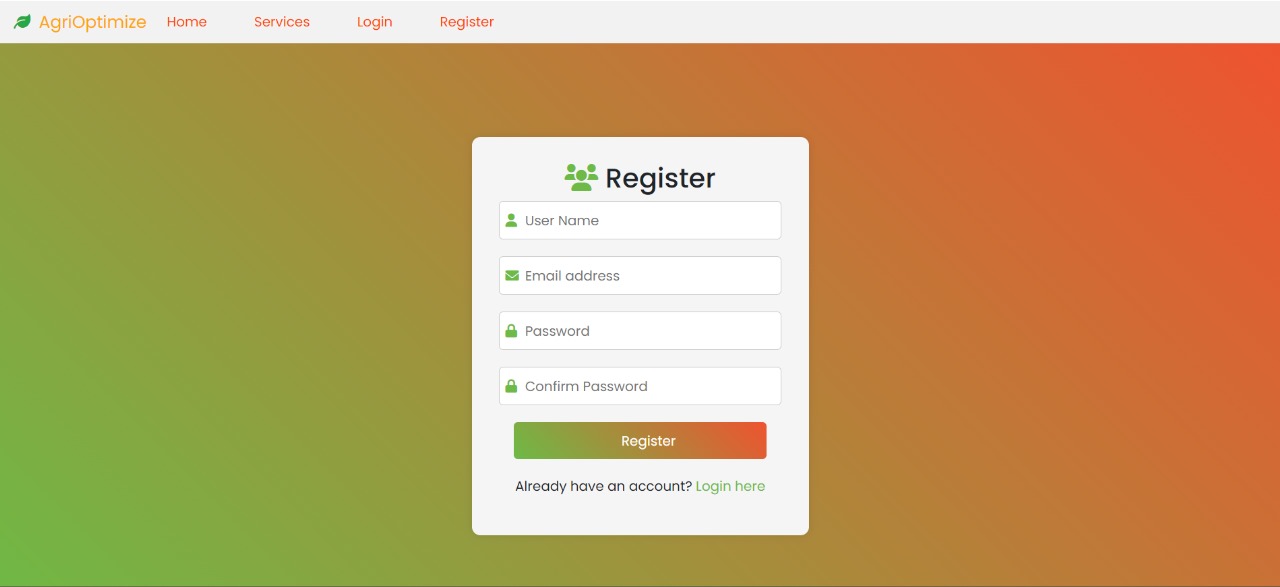 AgriOptimize Home Services Login Register
Register
User Name
Email address
Password
Confirm Password
Register
Already have an account? Login here